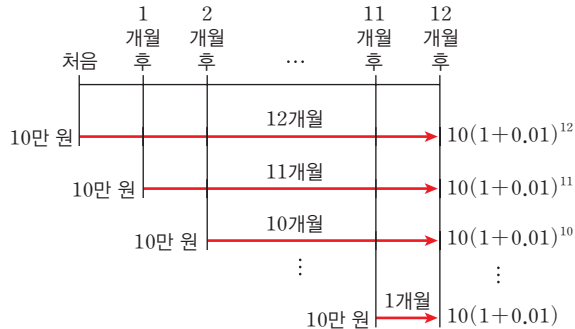 1 2 11 12
개월 개월 개월 개월
처음 후 후 … 후 후
10만 원 12개월 10(1+0.01)¹²
10만 원 11개월 10(1+0.01)¹¹
10만 원 10개월 10(1+0.01)¹⁰
⋮ ⋮
10만 원 1개월 10(1+0.01)